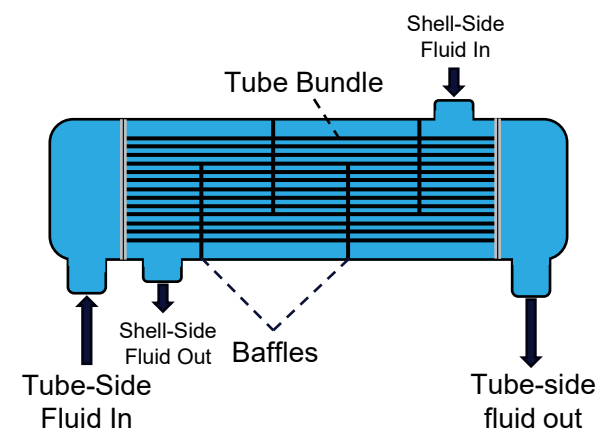 Shell-Side
Fluid In
Tube Bundle
Shell-Side
Fluid Out
Baffles
Tube-Side
Fluid In
Tube-side
fluid out